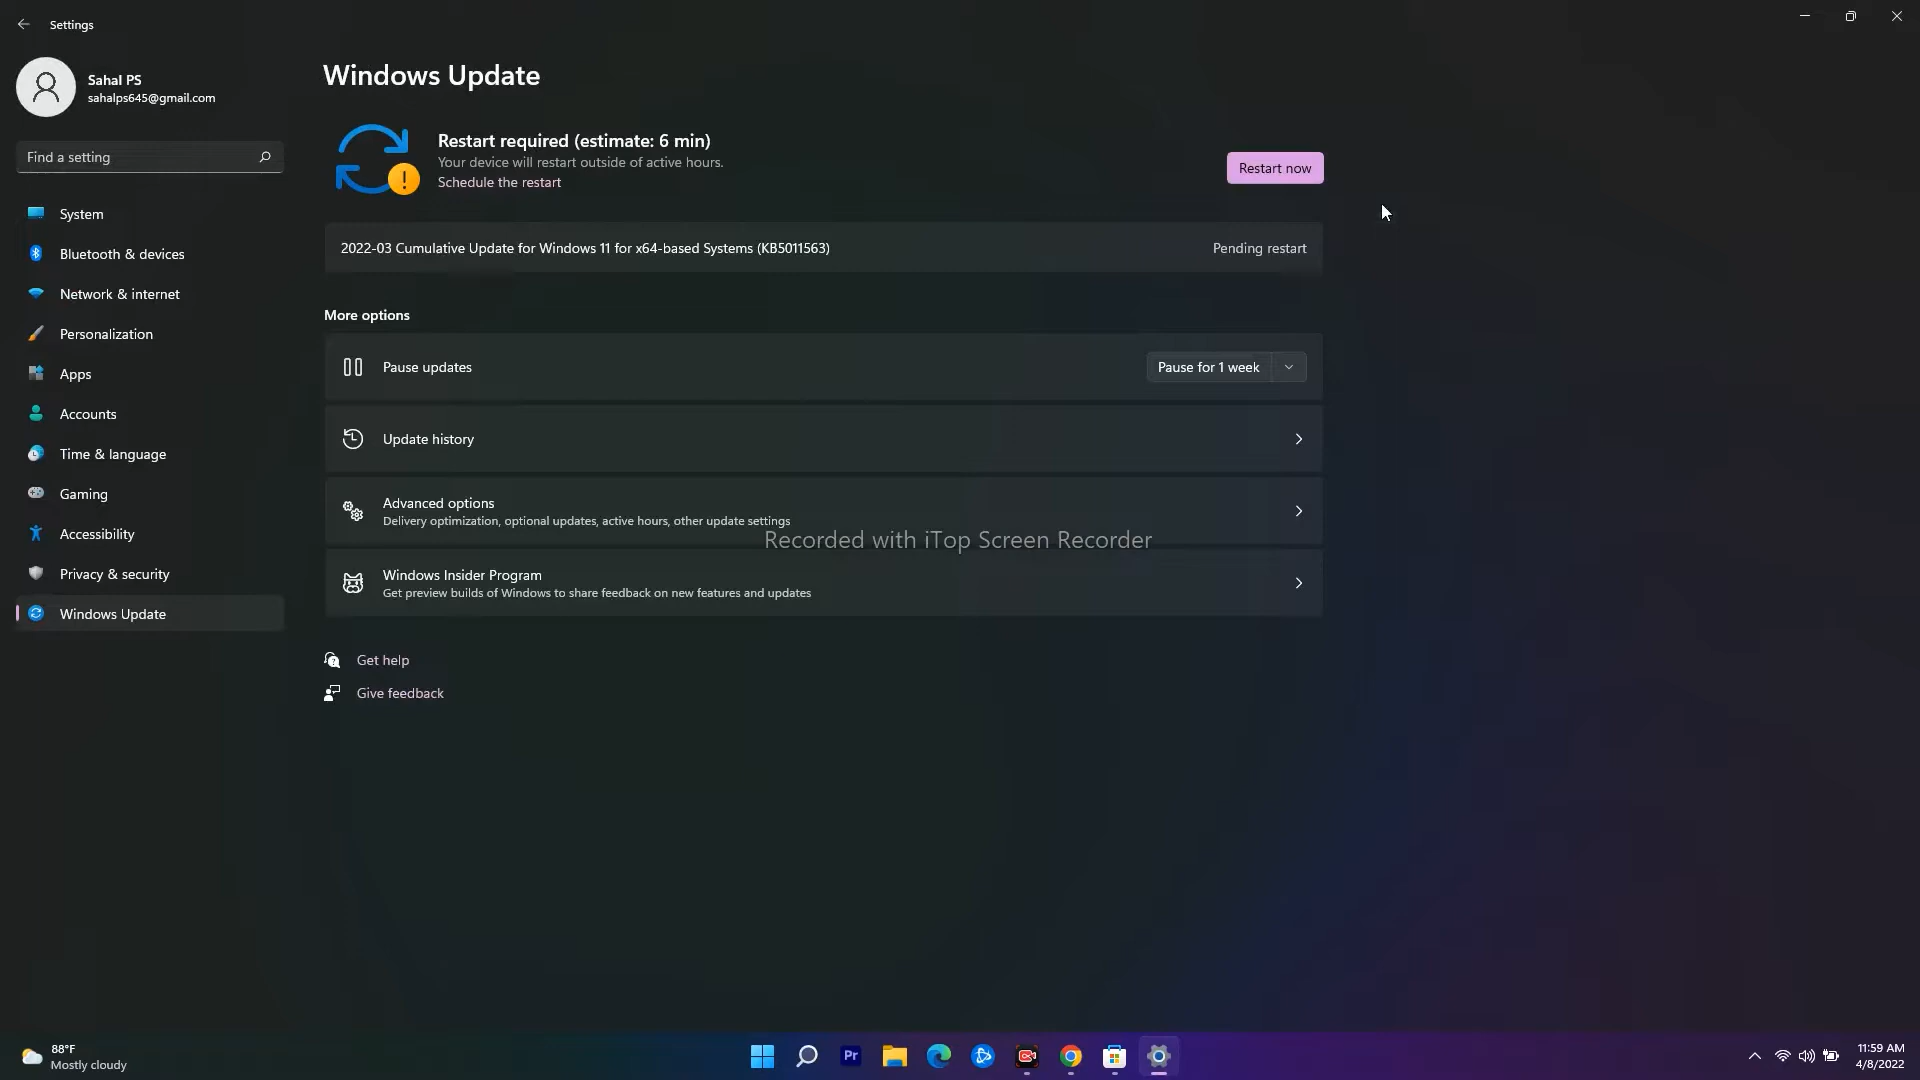 Settings
Sahal PS
sahalps645@gmail.com
Find a setting
System
Bluetooth & devices
Network & internet
Personalization
Apps
Accounts
Time & language
Gaming
Accessibility
Privacy & security
Windows Update
Windows Update
Restart required (estimate: 6 min)
Your device will restart outside of active hours.
Schedule the restart
Restart now
2022-03 Cumulative Update for Windows 11 for x64-based Systems (KB5011563)
Pending restart
More options
Pause updates
Pause for 1 week
Update history
Advanced options
Delivery optimization, optional updates, active hours, other update settings
Recorded with iTop Screen Recorder
Windows Insider Program
Get preview builds of Windows to share feedback on new features and updates
Get help
Give feedback
88°F
Mostly cloudy
Pr
11:59 AM
4/8/2022